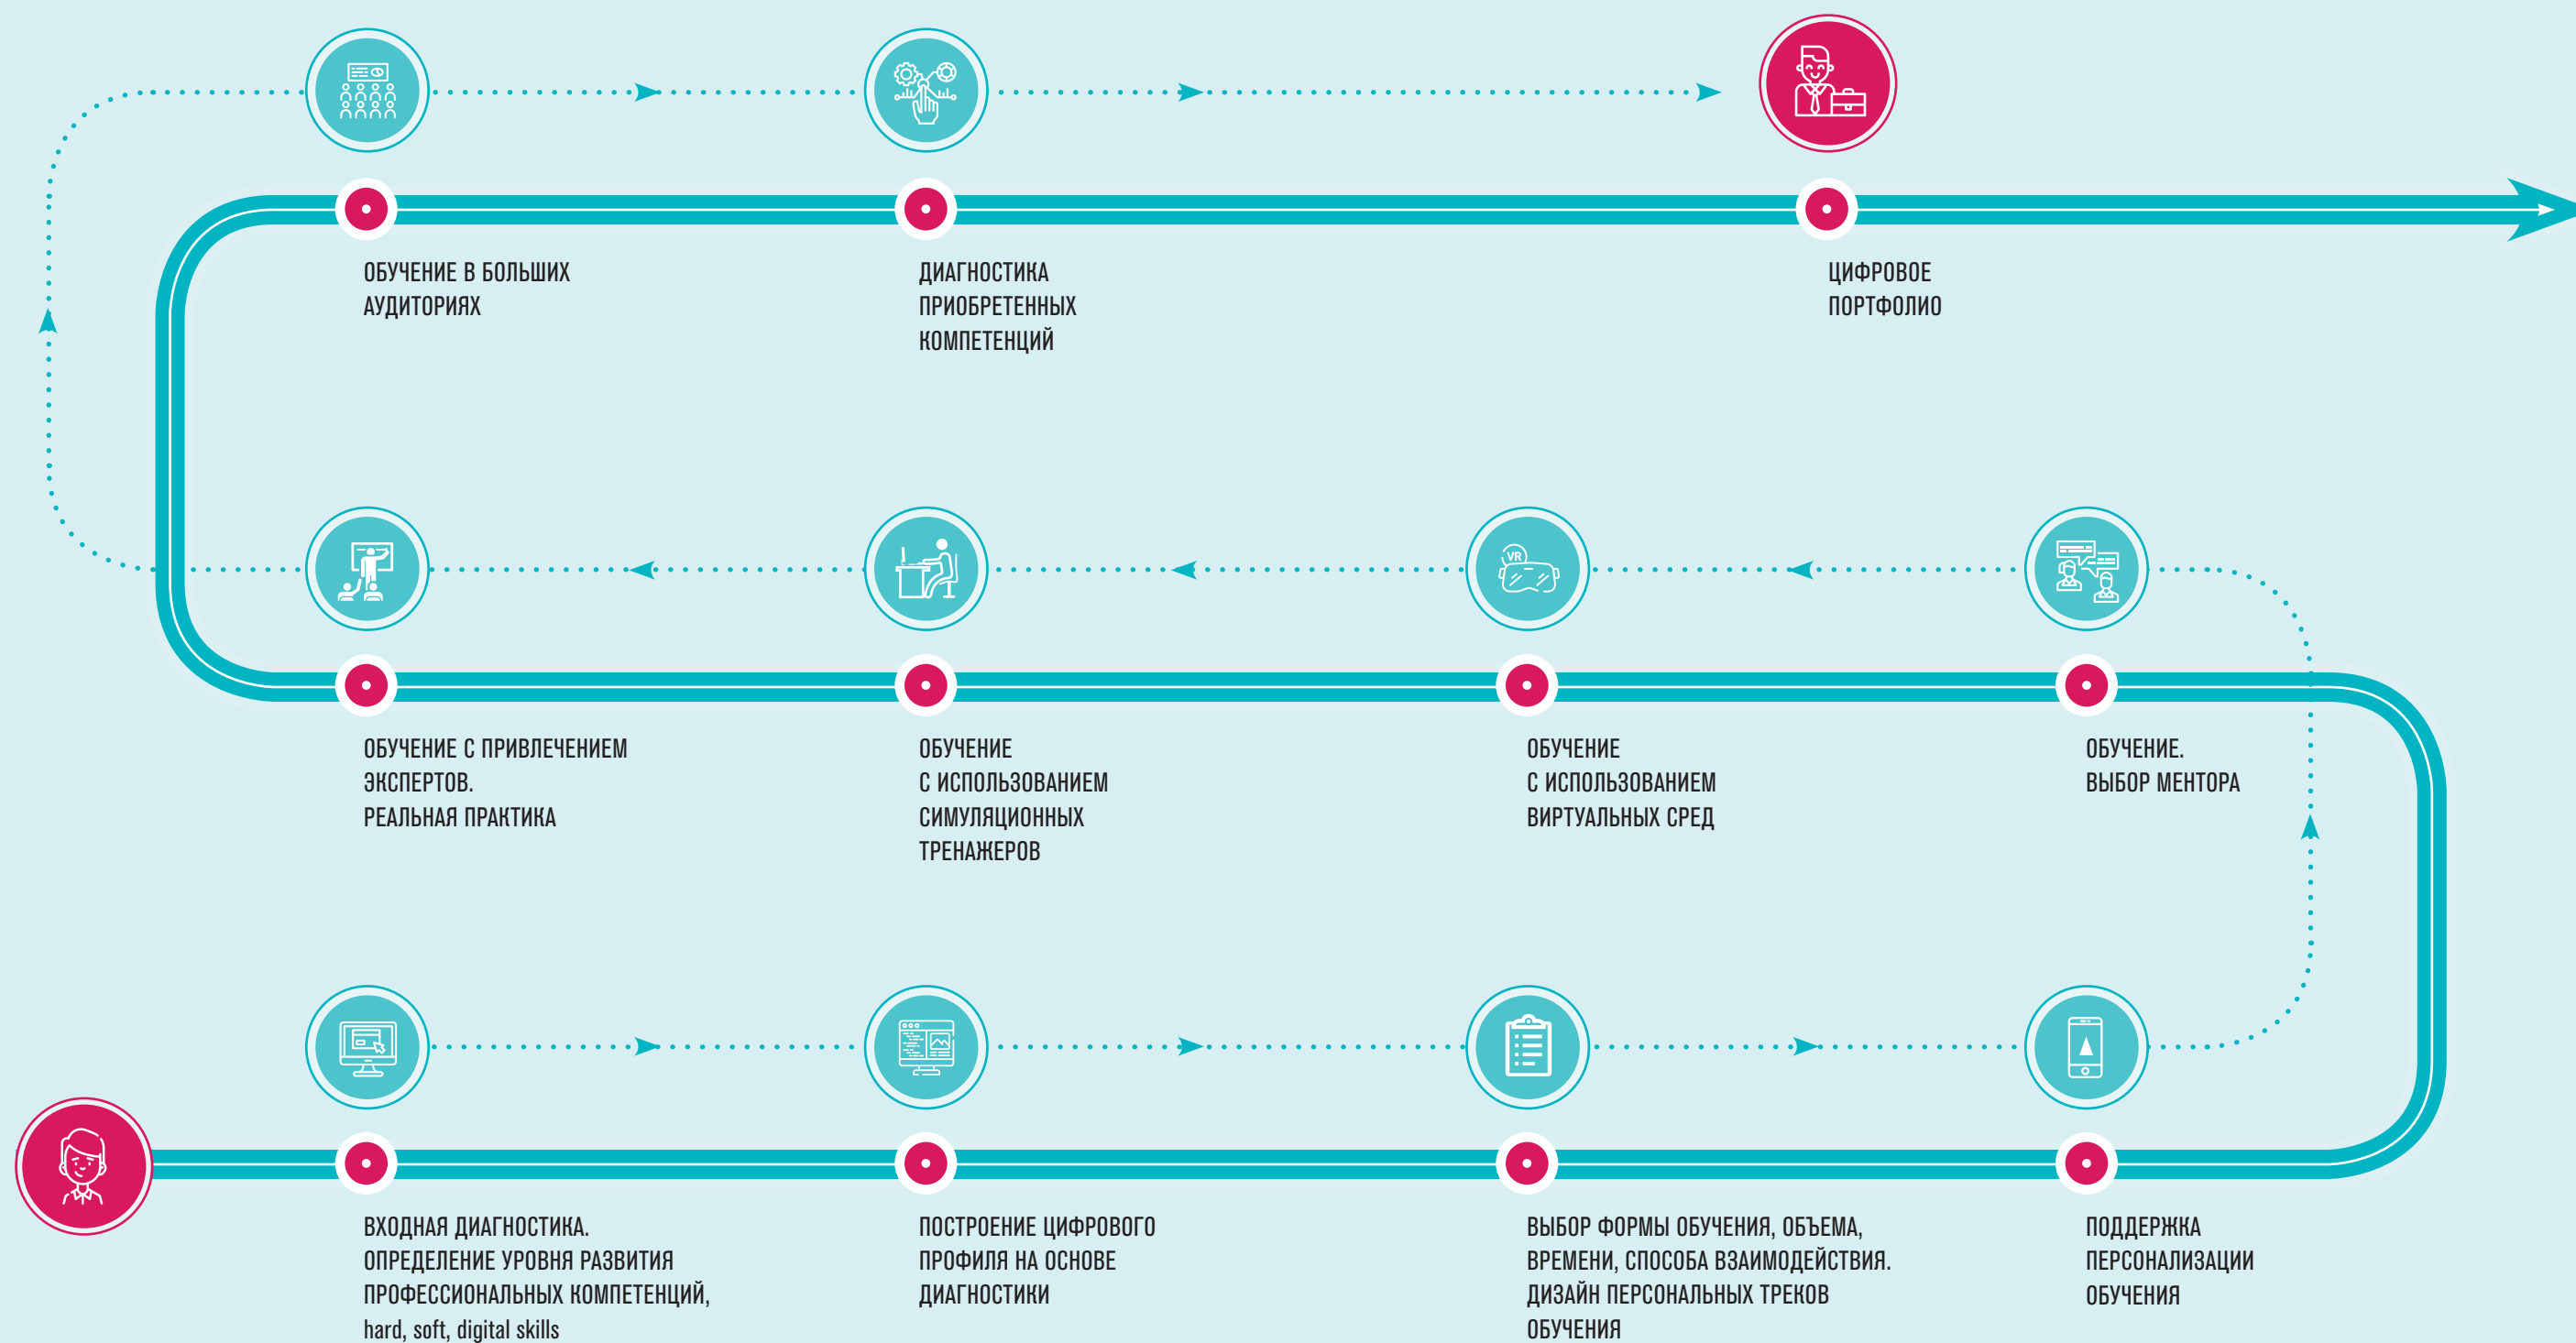 ОБУЧЕНИЕ В БОЛЬШИХ
АУДИТОРИЯХ
ДИАГНОСТИКА
ПРИОБРЕТЕННЫХ
КОМПЕТЕНЦИЙ
ЦИФРОВОЕ
ПОРТФОЛИО
VR
ОБУЧЕНИЕ С ПРИВЛЕЧЕНИЕМ
ЭКСПЕРТОВ.
РЕАЛЬНАЯ ПРАКТИКА
ОБУЧЕНИЕ
С ИСПОЛЬЗОВАНИЕМ
СИМУЛЯЦИОННЫХ
ТРЕНАЖЕРОВ
ОБУЧЕНИЕ
С ИСПОЛЬЗОВАНИЕМ
ВИРТУАЛЬНЫХ СРЕД
ОБУЧЕНИЕ.
ВЫБОР МЕНТОРА
ВХОДНАЯ ДИАГНОСТИКА.
ОПРЕДЕЛЕНИЕ УРОВНЯ РАЗВИТИЯ
ПРОФЕССИОНАЛЬНЫХ КОМПЕТЕНЦИЙ,
hard, soft, digital skills
ПОСТРОЕНИЕ ЦИФРОВОГО
ПРОФИЛЯ НА ОСНОВЕ
ДИАГНОСТИКИ
ВЫБОР ФОРМЫ ОБУЧЕНИЯ, ОБЪЕМА,
ВРЕМЕНИ, СПОСОБА ВЗАИМОДЕЙСТВИЯ.
ДИЗАЙН ПЕРСОНАЛЬНЫХ ТРЕКОВ
ОБУЧЕНИЯ
ПОДДЕРЖКА
ПЕРСОНАЛИЗАЦИИ
ОБУЧЕНИЯ